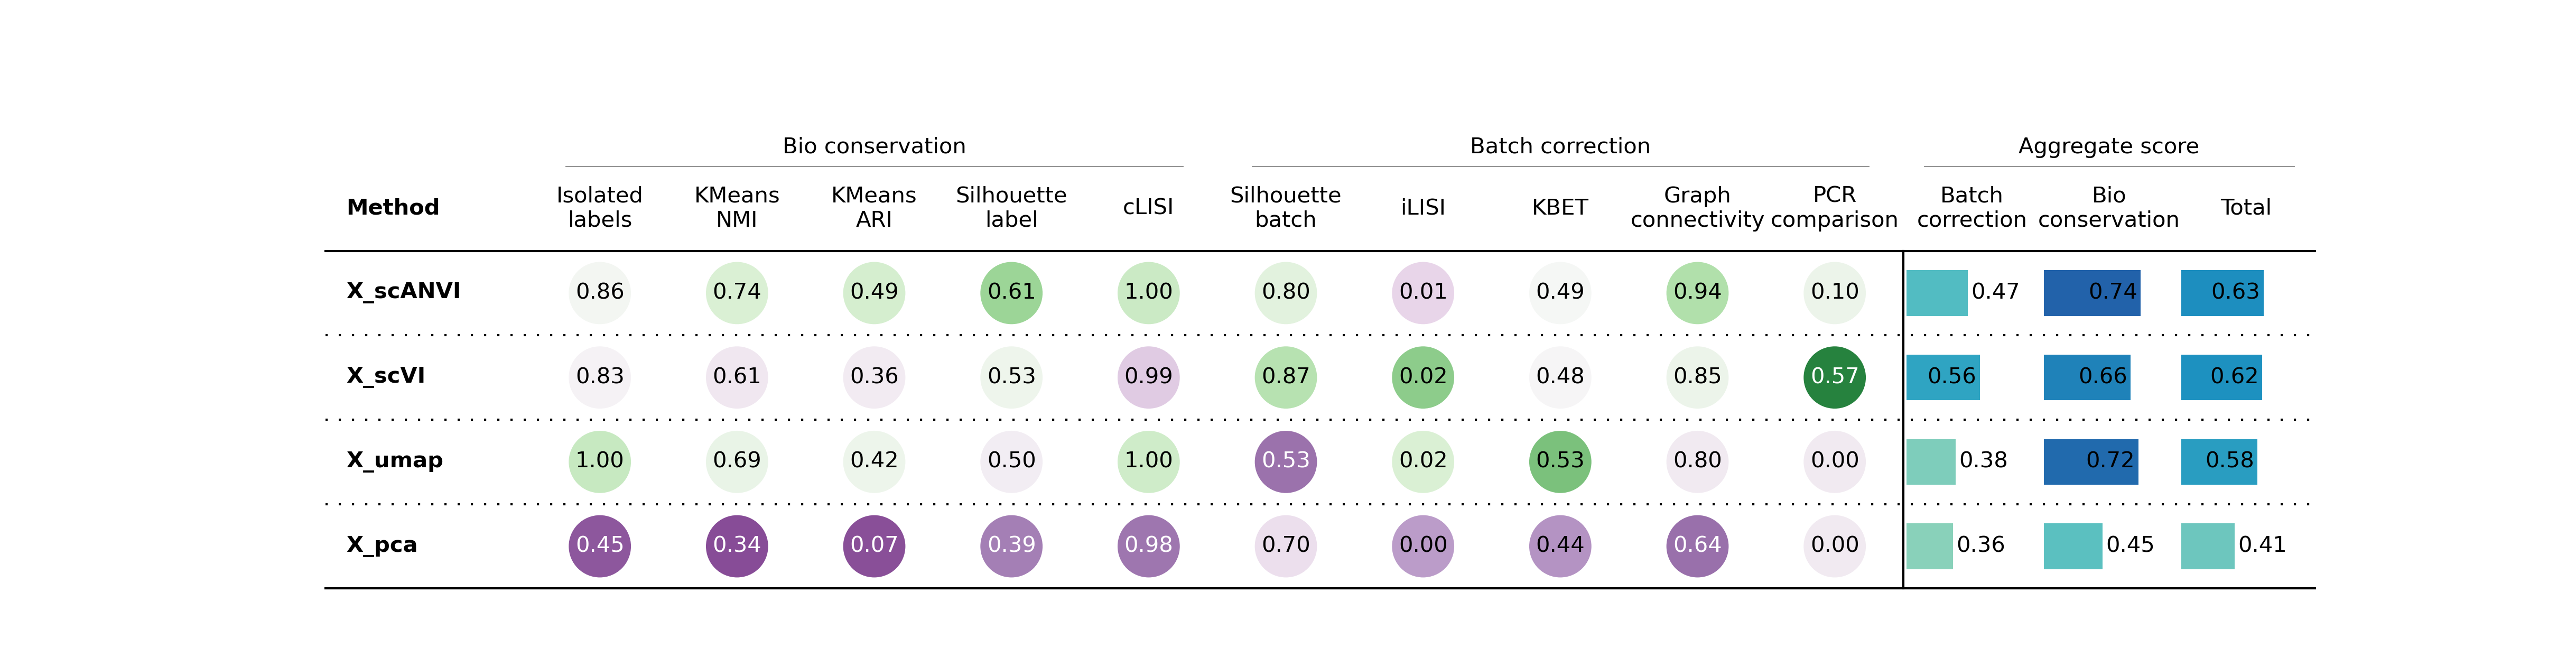 Bio conservation Batch correction Aggregate score
Method Isolated labels KMeans NMI KMeans ARI Silhouette label cLISI Silhouette batch iLISI KBET Graph connectivity PCR comparison Batch correction Bio conservation Total
X_scANVI 0.86 0.74 0.49 0.61 1.00 0.80 0.01 0.49 0.94 0.10 0.47 0.74 0.63
X_scVI 0.83 0.61 0.36 0.53 0.99 0.87 0.02 0.48 0.85 0.57 0.56 0.66 0.62
X_umap 1.00 0.69 0.42 0.50 1.00 0.53 0.02 0.53 0.80 0.00 0.38 0.72 0.58
X_pca 0.45 0.34 0.07 0.39 0.98 0.70 0.00 0.44 0.64 0.00 0.36 0.45 0.41